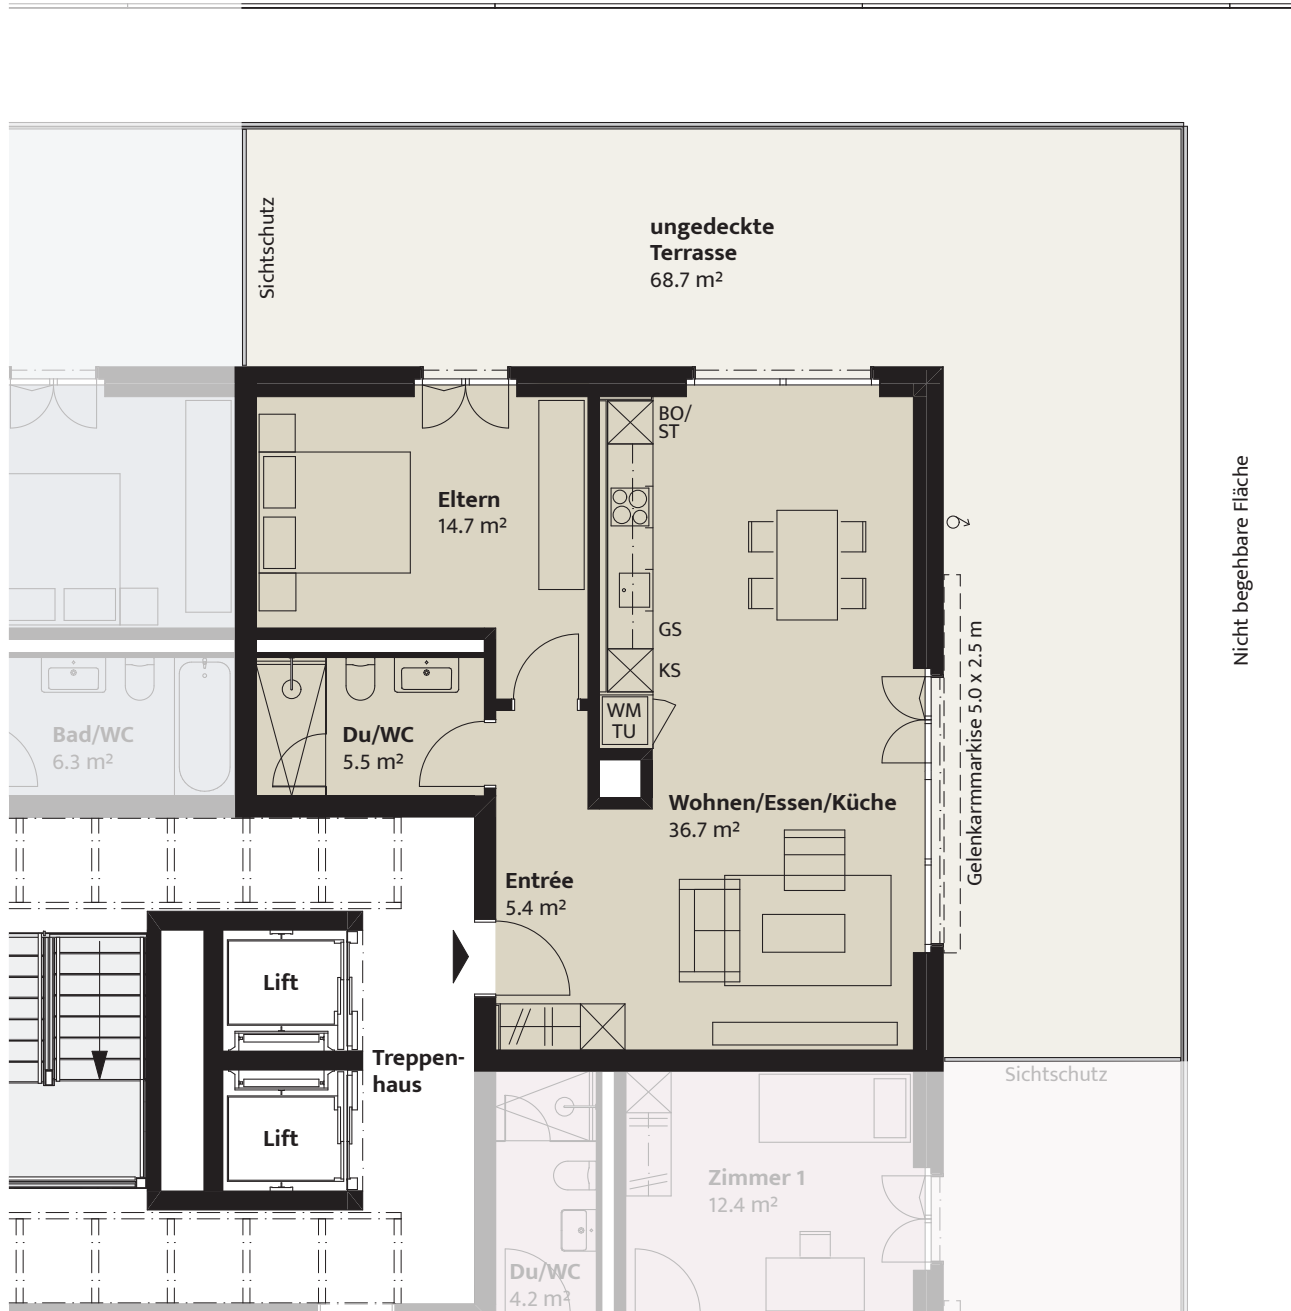 Sichtschutz
ungedeckte
Terrasse
68.7 m²
Nicht begehbare Fläche
BO/
ST
Eltern
14.7 m²
GS
KS
Gelenkarmmarkise 5.0 x 2.5 m
WM
TU
Bad/WC
6.3 m²
Du/WC
5.5 m²
Wohnen/Essen/Küche
36.7 m²
Entrée
5.4 m²
Lift
Treppen-
haus
Sichtschutz
Lift
Zimmer 1
12.4 m²
Du/WC
4.2 m²